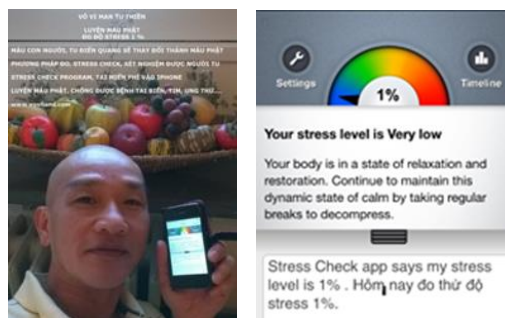 VÔ VI MAN TỰ THIỀN
LUYỆN MÁU PHẬT
ĐO ĐỘ STRESS 1 %
MÁU CON NGƯỜI, TU BIẾN QUANG SẼ THAY ĐỔI THÀNH MÁU PHẬT
PHƯƠNG PHÁP ĐO, STRESS CHECK, XÉT NGHIỆM ĐƯỢC NGƯỜI TU
STRESS CHECK PROGRAM, TẢI MIỄN PHÍ VÀO IPHONE
LUYỆN MÁU PHẬT, CHỐNG ĐƯỢC BỆNH TAI BIẾN, TIM, UNG THƯ...
Settings
Timeline
1%
Your stress level is Very low
Your body is in a state of relaxation and
restoration. Continue to maintain this
dynamic state of calm by taking regular
breaks to decompress.
Stress Check app says my stress
level is 1% . Hôm nay đo thử độ
stress 1%.